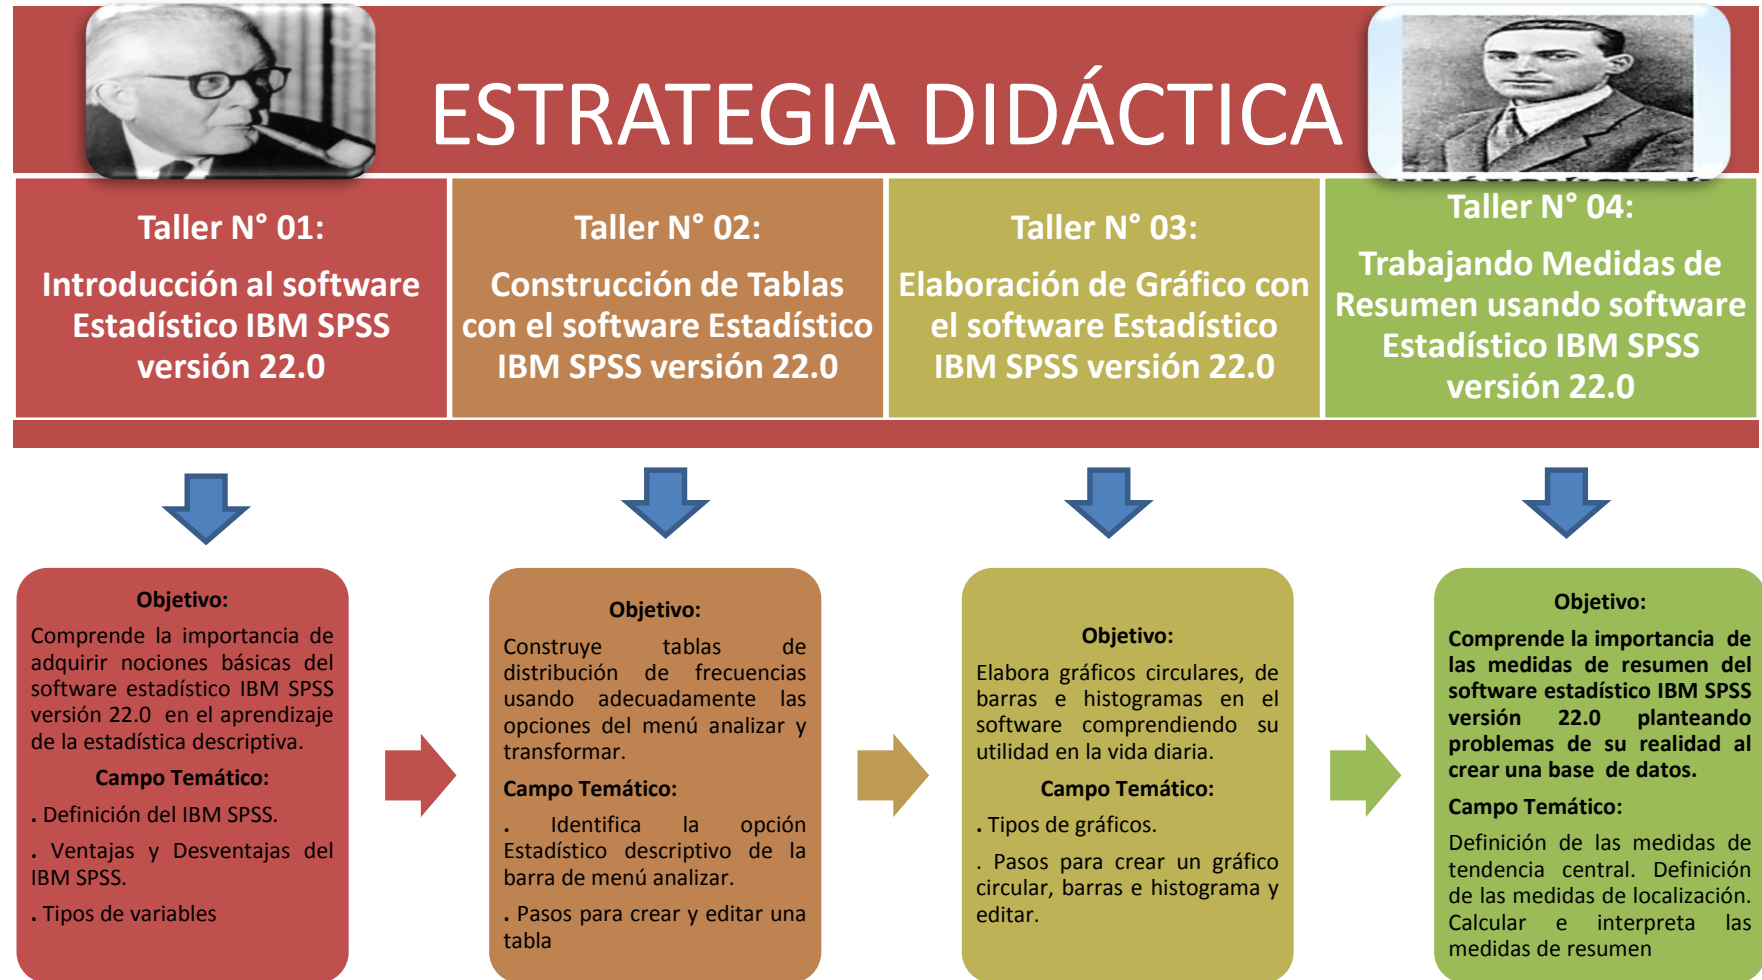 ESTRATEGIA DIDÁCTICA
Taller N° 01:
Introducción al software
Estadístico IBM SPSS
versión 22.0
Taller N° 02:
Construcción de Tablas
con el software Estadístico
IBM SPSS versión 22.0
Taller N° 03:
Elaboración de Gráfico con
el software Estadístico
IBM SPSS versión 22.0
Taller N° 04:
Trabajando Medidas de
Resumen usando software
Estadístico IBM SPSS
versión 22.0
Objetivo:
Comprende la importancia de
adquirir nociones básicas del
software estadístico IBM SPSS
versión 22.0 en el aprendizaje
de la estadística descriptiva.
Campo Temático:
. Definición del IBM SPSS.
. Ventajas y Desventajas del
IBM SPSS.
. Tipos de variables
Objetivo:
Construye tablas de
distribución de frecuencias
usando adecuadamente las
opciones del menú analizar y
transformar.
Campo Temático:
. Identifica la opción
Estadístico descriptivo de la
barra de menú analizar.
. Pasos para crear y editar una
tabla
Objetivo:
Elabora gráficos circulares, de
barras e histogramas en el
software comprendiendo su
utilidad en la vida diaria.
Campo Temático:
. Tipos de gráficos.
. Pasos para crear un gráfico
circular, barras e histograma y
editar.
Objetivo:
Comprende la importancia de
las medidas de resumen del
software estadístico IBM SPSS
versión 22.0 planteando
problemas de su realidad al
crear una base de datos.
Campo Temático:
Definición de las medidas de
tendencia central. Definición
de las medidas de localización.
Calcular e interpreta las
medidas de resumen